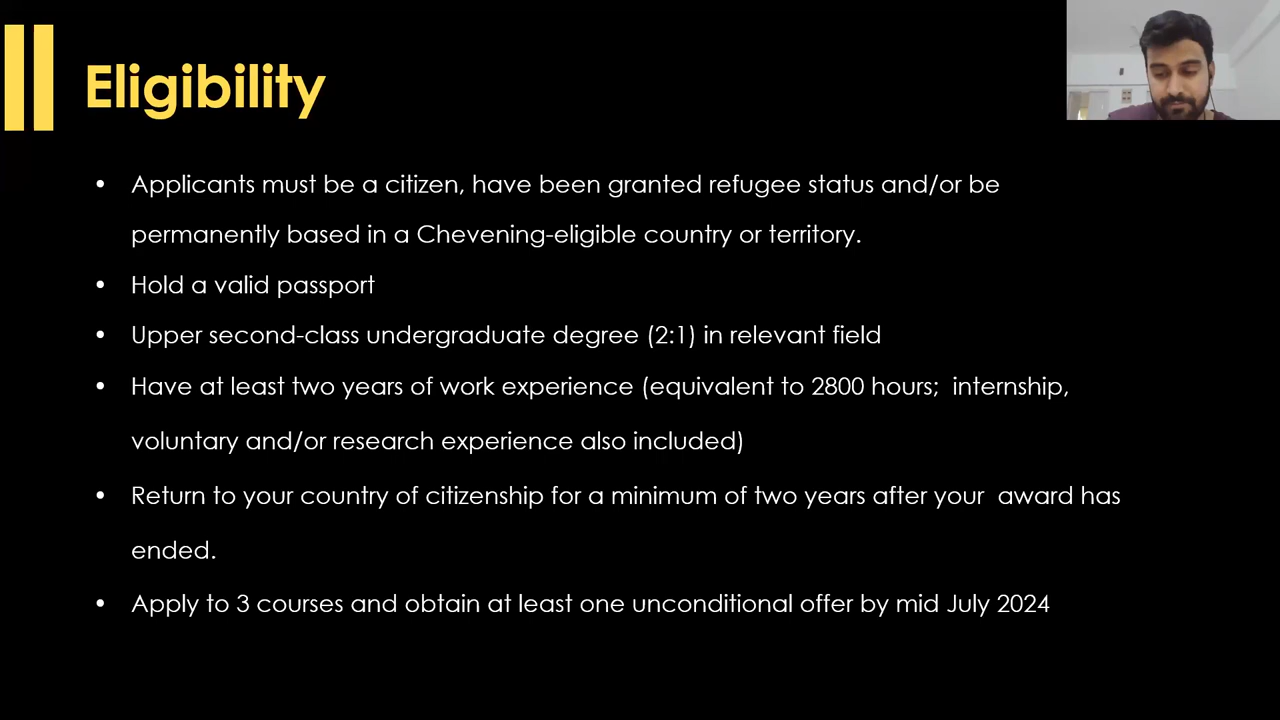 Eligibility
• Applicants must be a citizen, have been granted refugee status and/or be
permanently based in a Chevening-eligible country or territory.
• Hold a valid passport
• Upper second-class undergraduate degree (2:1) in relevant field
• Have at least two years of work experience (equivalent to 2800 hours;  internship,
voluntary and/or research experience also included)
• Return to your country of citizenship for a minimum of two years after your  award has
ended.
• Apply to 3 courses and obtain at least one unconditional offer by mid July 2024